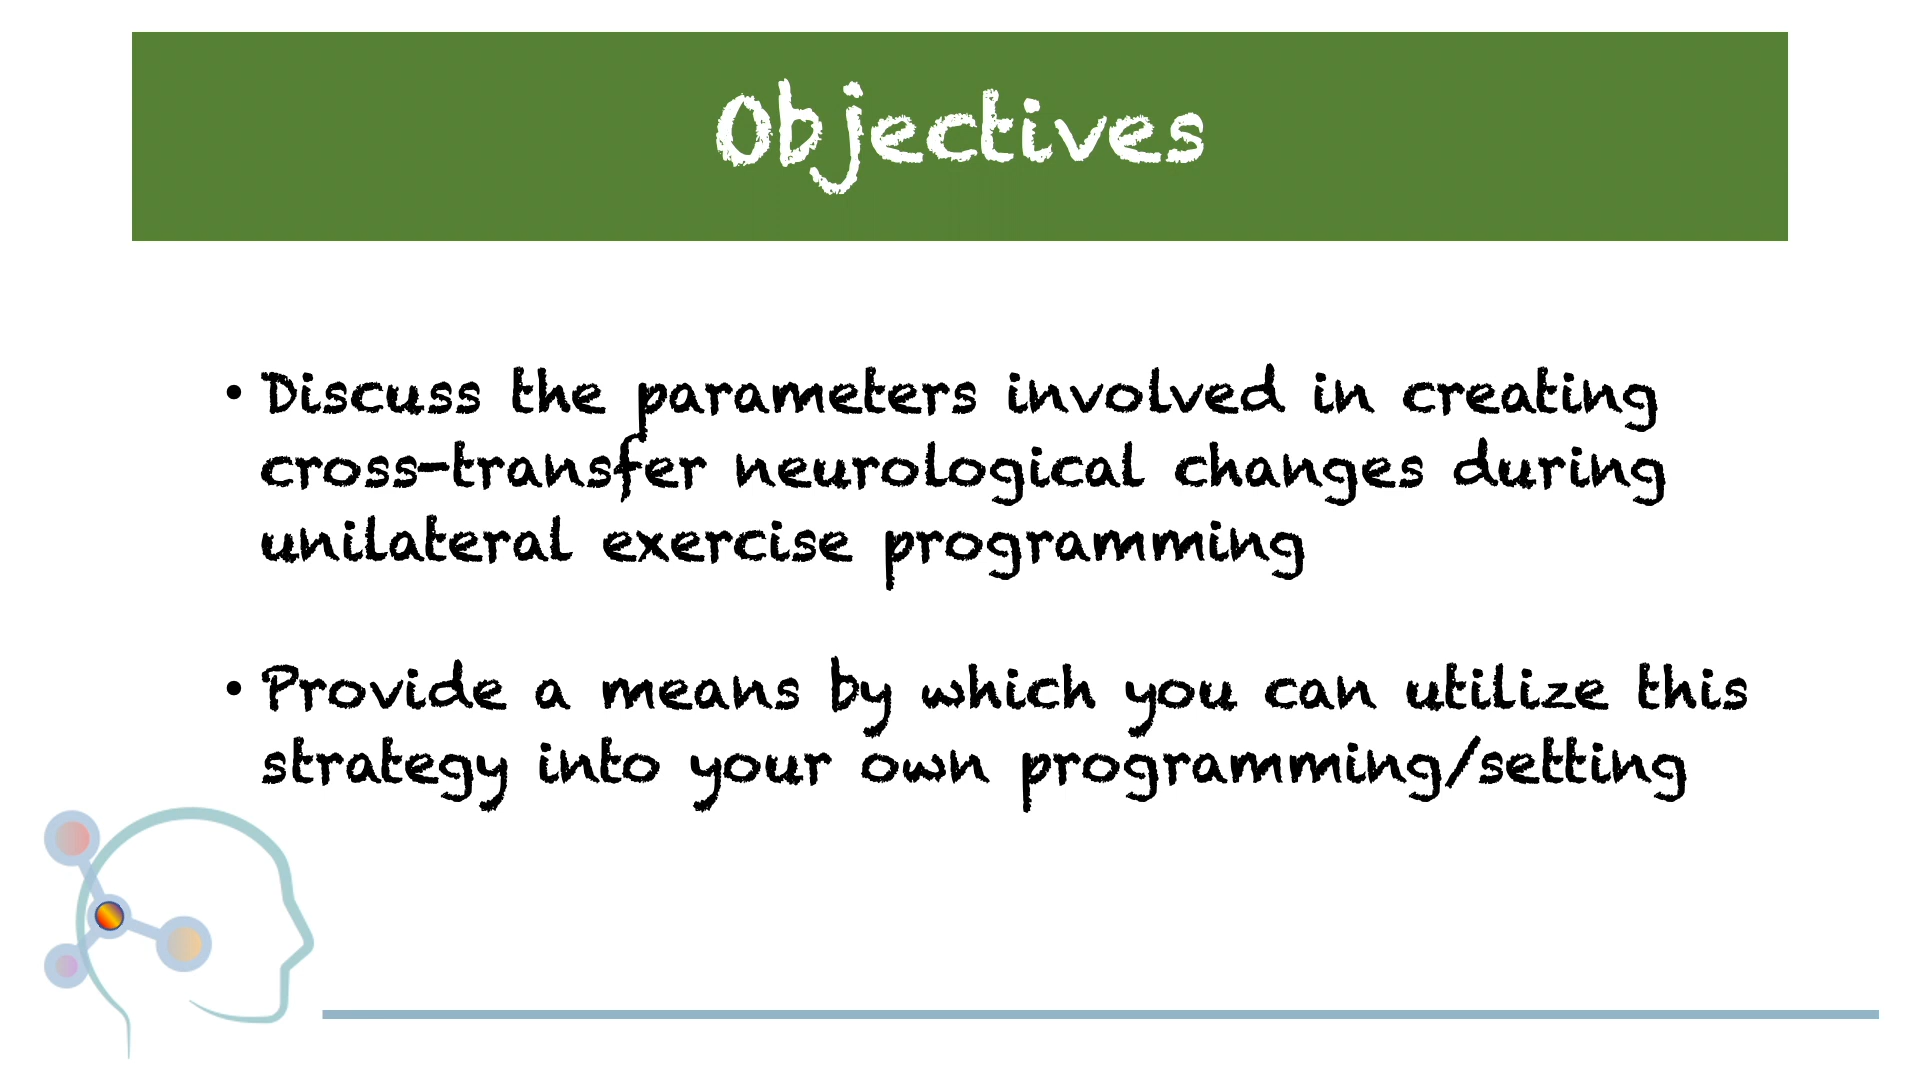 Objectives
• Discuss the parameters involved in creating
cross-transfer neurological changes during
unilateral exercise programming
• Provide a means by which you can utilize this
strategy into your own programming/setting